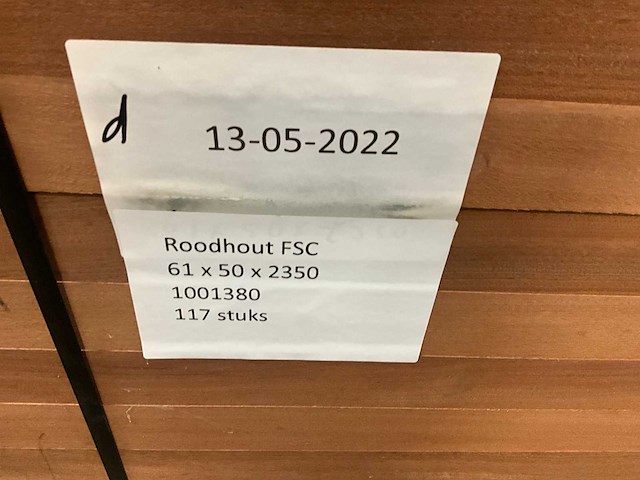 d
13-05-2022
Roodhout FSC
61 x 50 x 2350
1001380
117 stuks